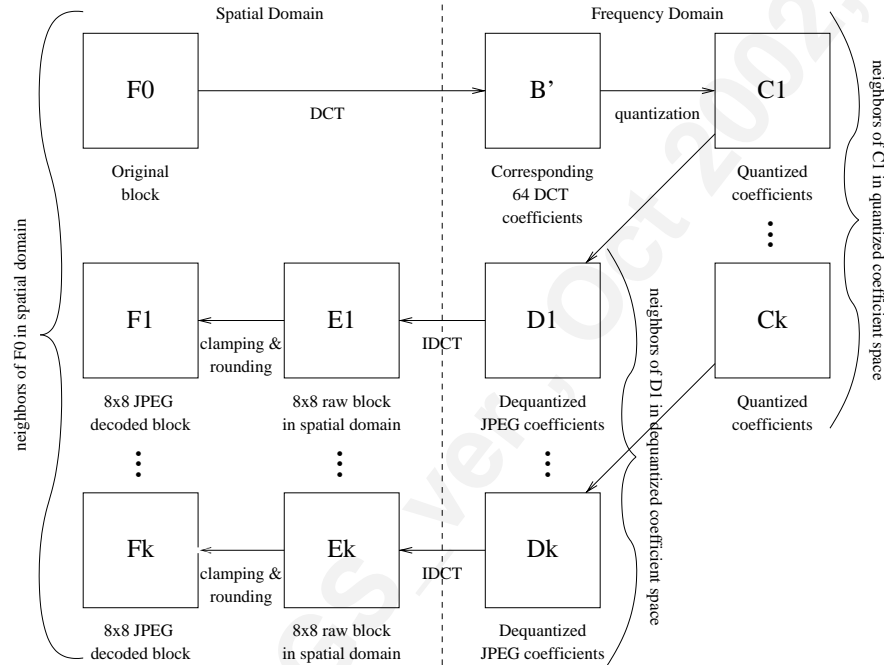 Spatial Domain
Frequency Domain
F0
B'
C1
DCT
quantization
Original
block
Corresponding
64 DCT
coefficients
Quantized
coefficients
F1
E1
D1
Ck
clamping &
rounding
IDCT
8x8 JPEG
decoded block
8x8 raw block
in spatial domain
Dequantized
JPEG coefficients
Quantized
coefficients
Fk
Ek
Dk
clamping &
rounding
IDCT
8x8 JPEG
decoded block
8x8 raw block
in spatial domain
Dequantized
JPEG coefficients
neighbors of F0 in spatial domain
neighbors of D1 in dequantized coefficient space
neighbors of C1 in quantized coefficient space
ver, Oct 2002,